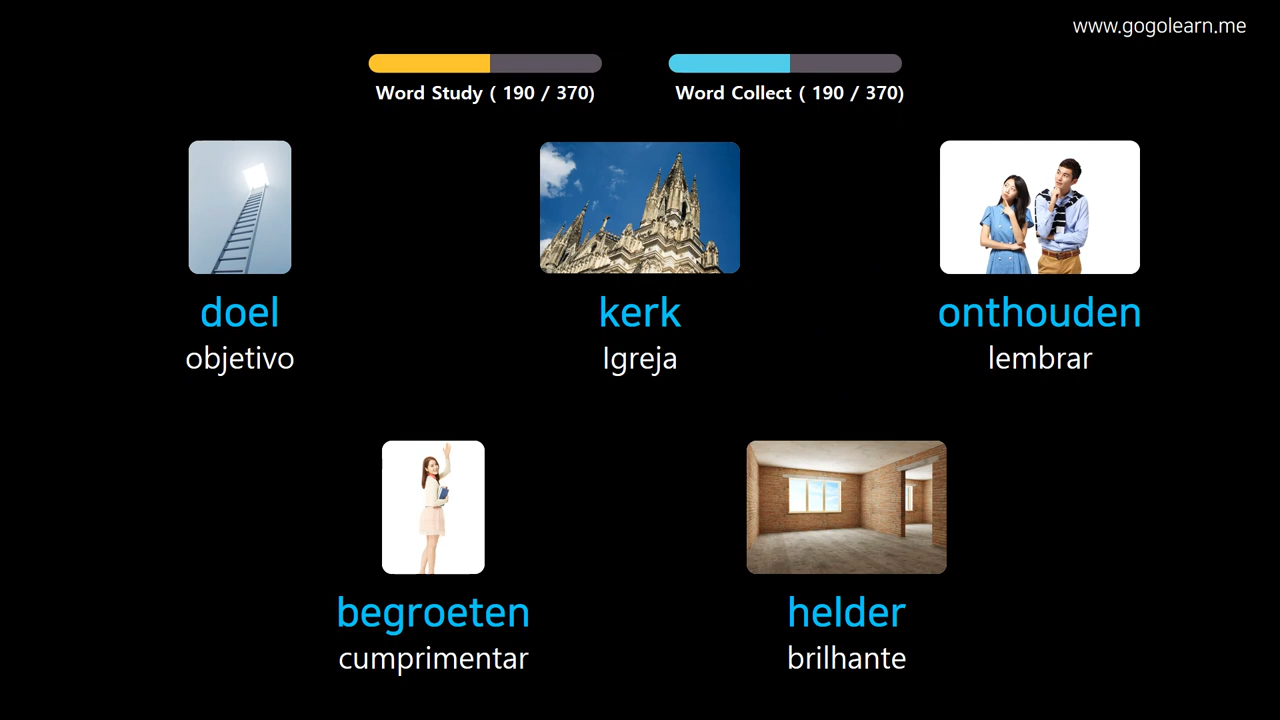 www.gogolearn.me
Word Study ( 190 / 370)
Word Collect ( 190 / 370)
doel
objetivo
kerk
Igreja
onthouden
lembrar
begroeten
cumprimentar
helder
brilhante